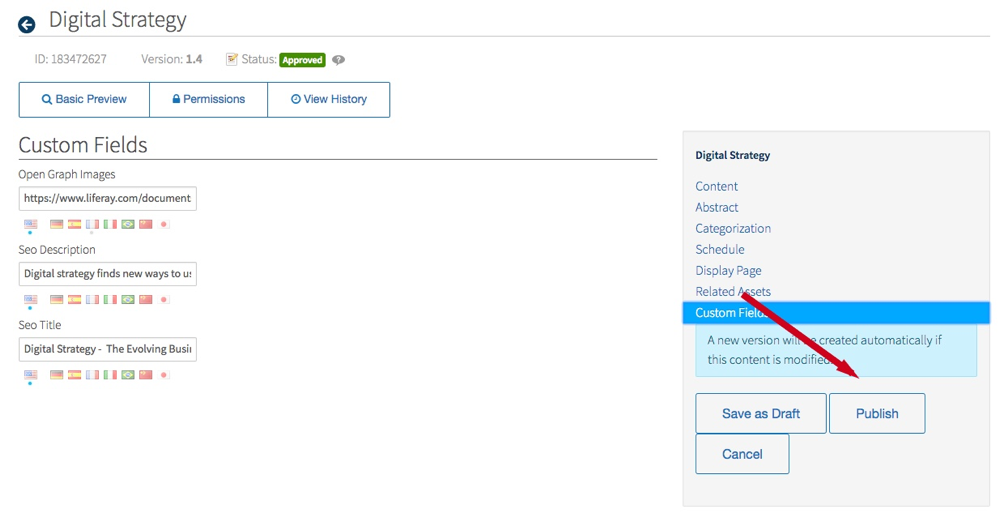 Digital Strategy
ID: 183472627 Version: 1.4 Status: Approved ?
Basic Preview Permissions View History
Custom Fields
Open Graph Images
https://www.liferay.com/document
Seo Description
Digital strategy finds new ways to us
Seo Title
Digital Strategy - The Evolving Busin
Digital Strategy
Content
Abstract
Categorization
Schedule
Display Page
Related Assets
Custom Fields
A new version will be created automatically if
this content is modified.
Save as Draft Publish
Cancel